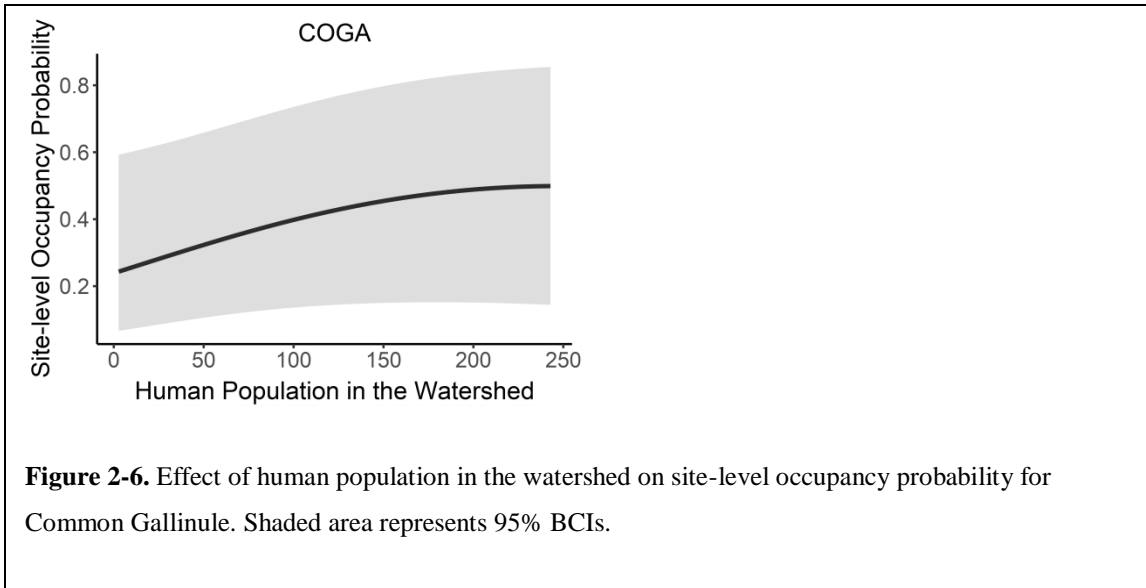 COGA
Site-level Occupancy Probability
0.8
0.6
0.4
0.2
0 50 100 150 200 250
Human Population in the Watershed
Figure 2-6. Effect of human population in the watershed on site-level occupancy probability for
Common Gallinule. Shaded area represents 95% BCIs.